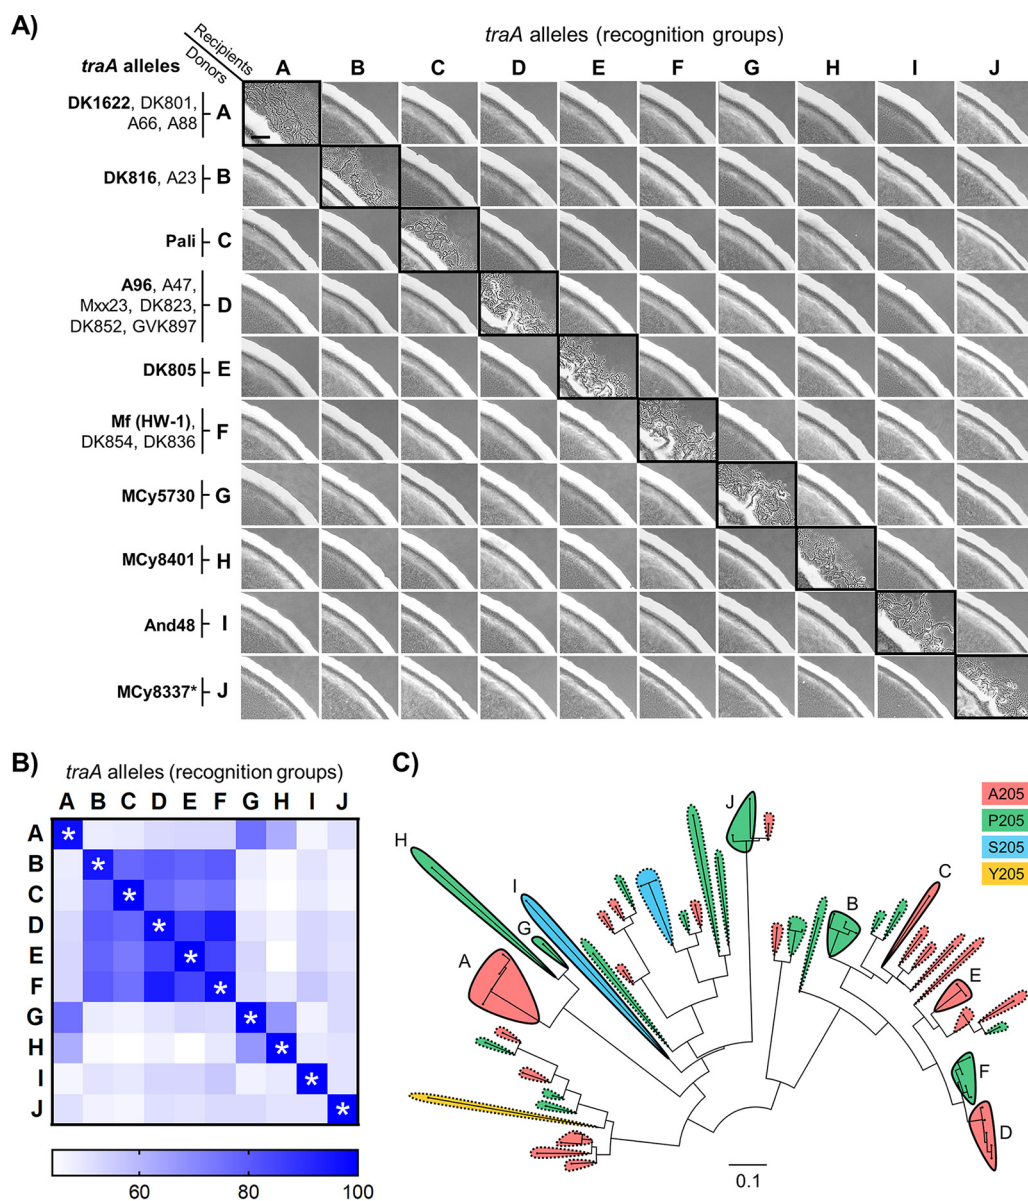 A)
traA alleles (recognition groups)
Recipients
Donors
traA alleles
A B C D E F G H I J
DK1622, DK801,
A66, A88
A
DK816, A23
B
Pali
C
A96, A47,
Mxx23, DK823,
DK852, GVK897
D
DK805
E
Mf (HW-1),
DK854, DK836
F
MCy5730
G
MCy8401
H
And48
I
MCy8337*
J
B)
traA alleles (recognition groups)
A B C D E F G H I J
A *
B *
C *
D *
E *
F *
G *
H *
I *
J *
60 80 100
C)
A205
P205
S205
Y205
J
H
I
G
A
B
C
E
F
D
0.1